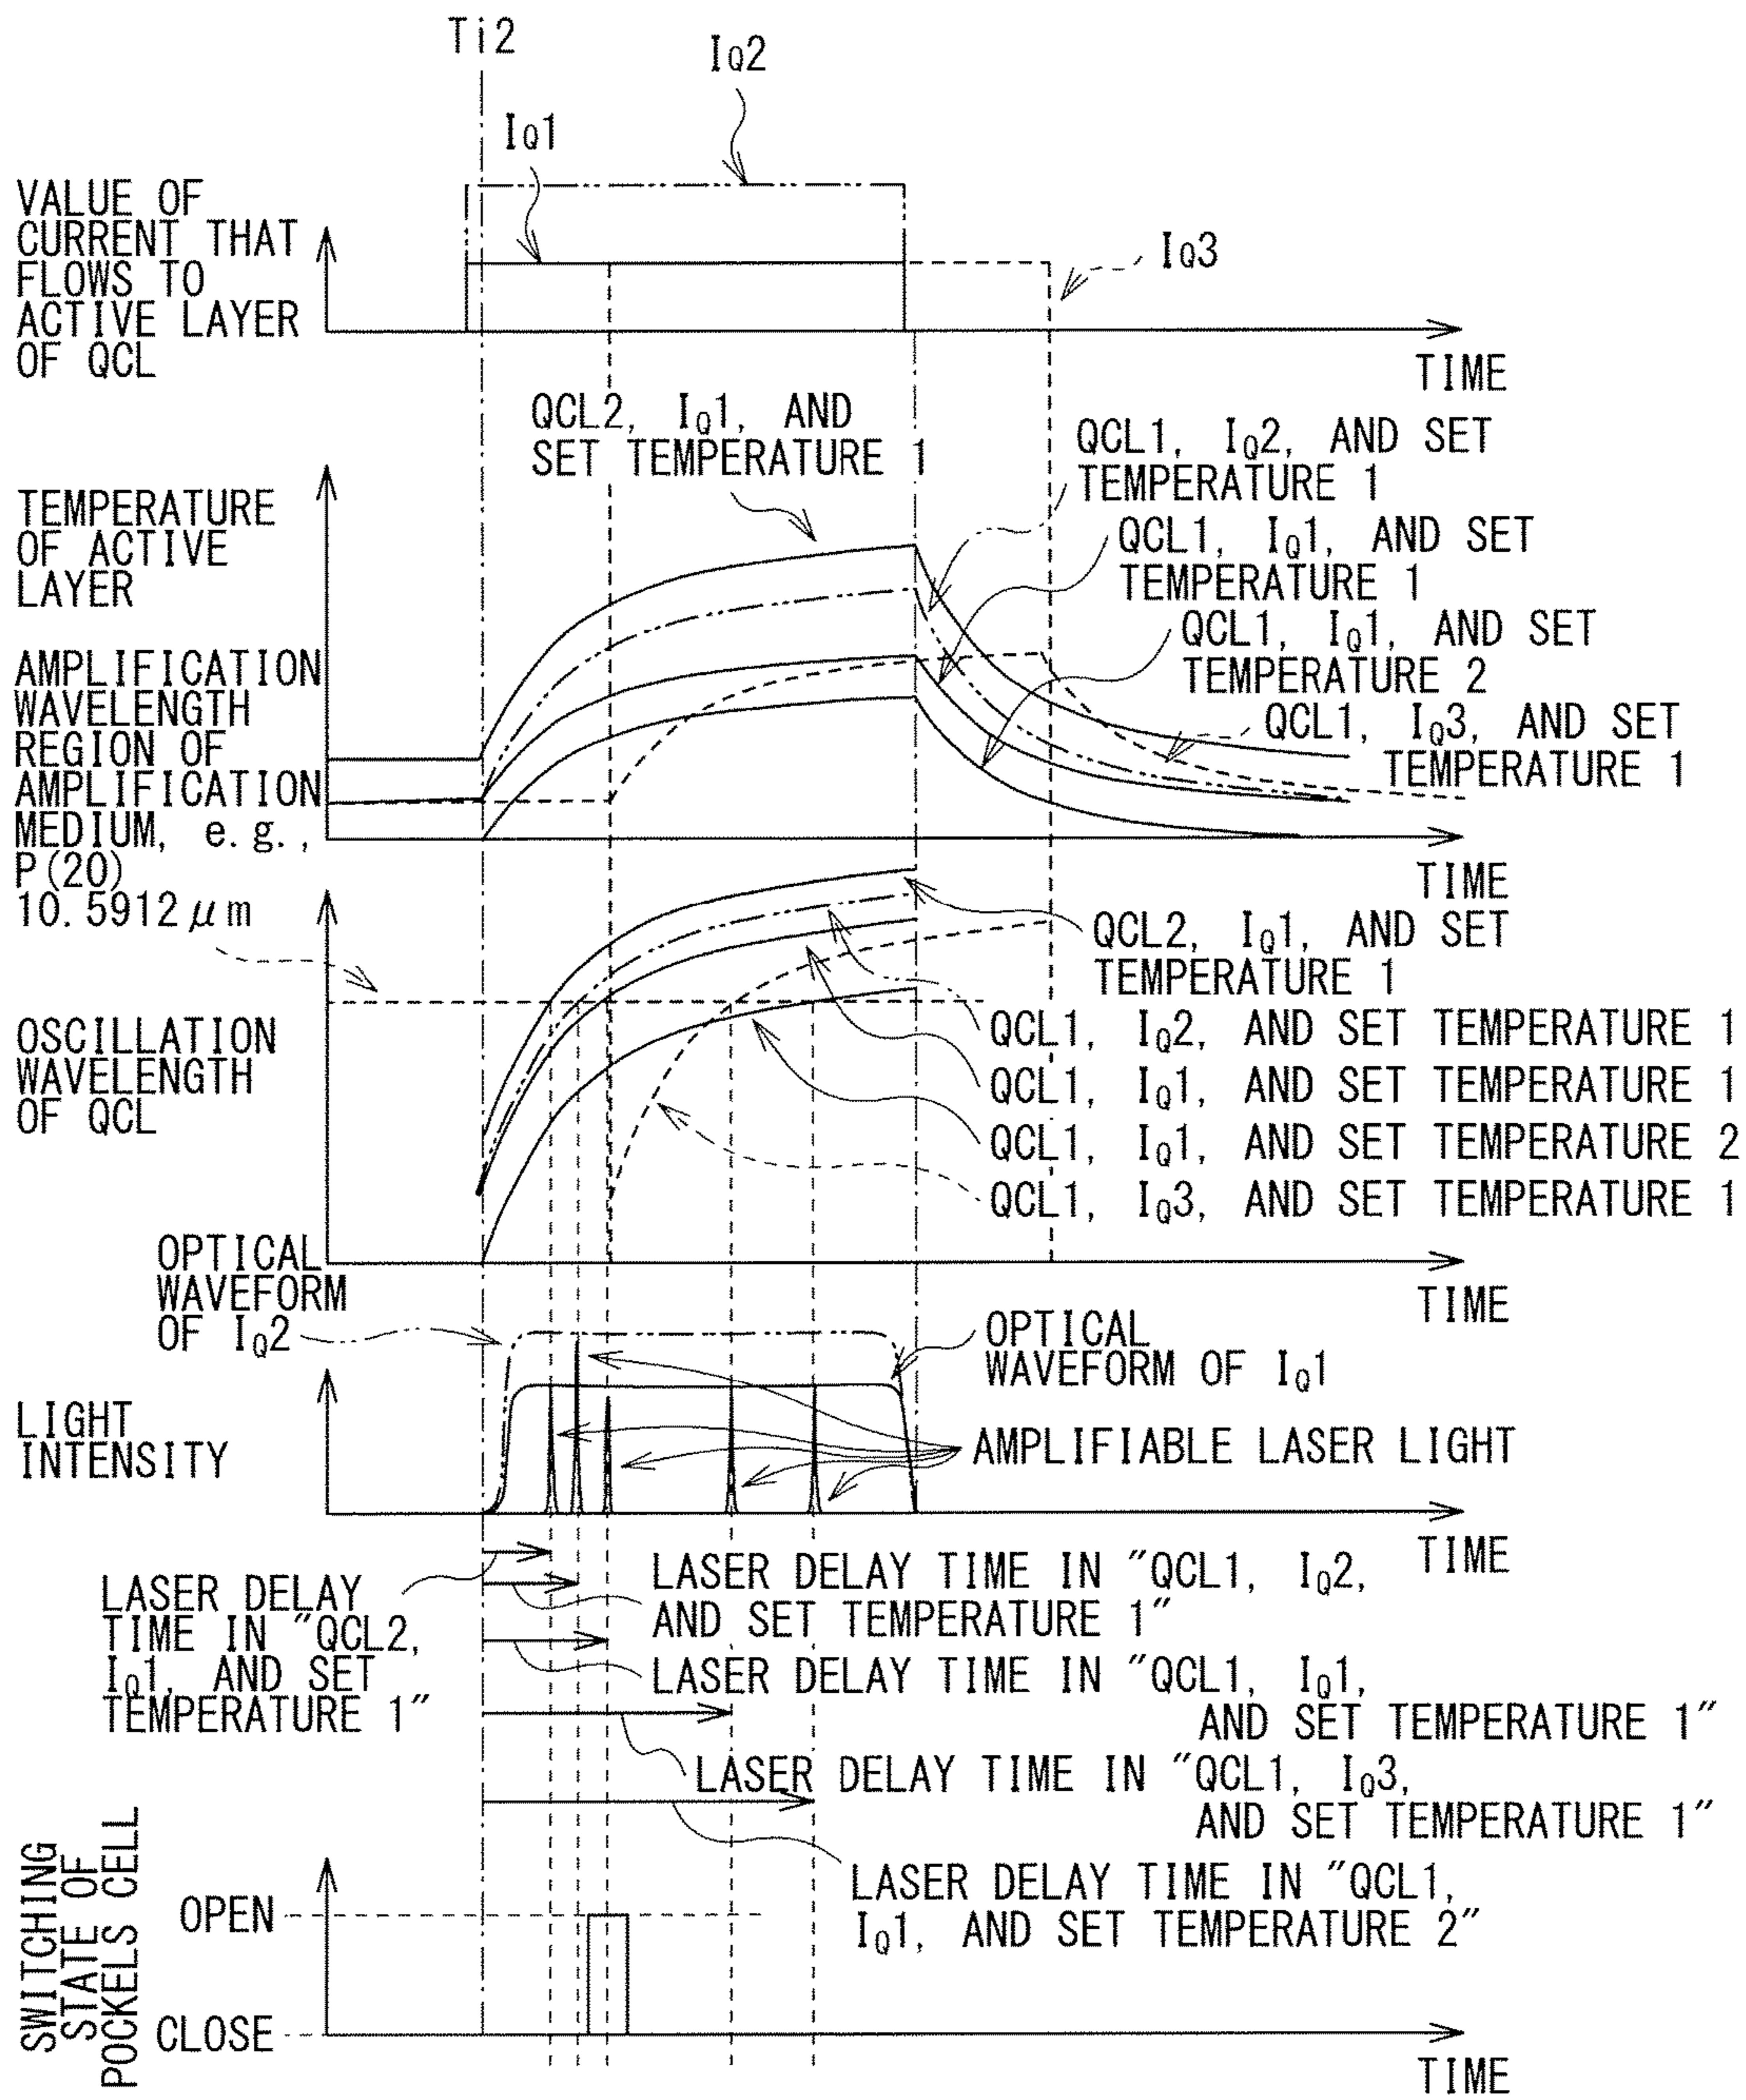 Ti2
IQ2
IQ1
VALUE OF
CURRENT THAT
FLOWS TO
ACTIVE LAYER
OF QCL
IQ3
TIME
QCL2, IQ1, AND
SET TEMPERATURE 1
QCL1, IQ2, AND SET
TEMPERATURE 1
TEMPERATURE
OF ACTIVE
LAYER
QCL1, IQ1, AND SET
TEMPERATURE 1
QCL1, IQ1, AND SET
TEMPERATURE 2
QCL1, IQ3, AND SET
TEMPERATURE 1
AMPLIFICATION
WAVELENGTH
REGION OF
AMPLIFICATION
MEDIUM, e.g.,
P(20)
10.5912μm
TIME
QCL2, IQ1, AND SET
TEMPERATURE 1
OSCILLATION
WAVELENGTH
OF QCL
QCL1, IQ2, AND SET TEMPERATURE 1
QCL1, IQ1, AND SET TEMPERATURE 1
QCL1, IQ1, AND SET TEMPERATURE 2
QCL1, IQ3, AND SET TEMPERATURE 1
TIME
OPTICAL
WAVEFORM
OF IQ2
OPTICAL
WAVEFORM OF IQ1
LIGHT
INTENSITY
AMPLIFIABLE LASER LIGHT
TIME
LASER DELAY
TIME IN "QCL2,
IQ1, AND SET
TEMPERATURE 1"
LASER DELAY TIME IN "QCL1, IQ2,
AND SET TEMPERATURE 1"
LASER DELAY TIME IN "QCL1, IQ1,
AND SET TEMPERATURE 1"
LASER DELAY TIME IN "QCL1, IQ3,
AND SET TEMPERATURE 1"
LASER DELAY TIME IN "QCL1,
IQ1, AND SET TEMPERATURE 2"
SWITCHING
STATE OF
POCKELS CELL
OPEN
CLOSE
TIME